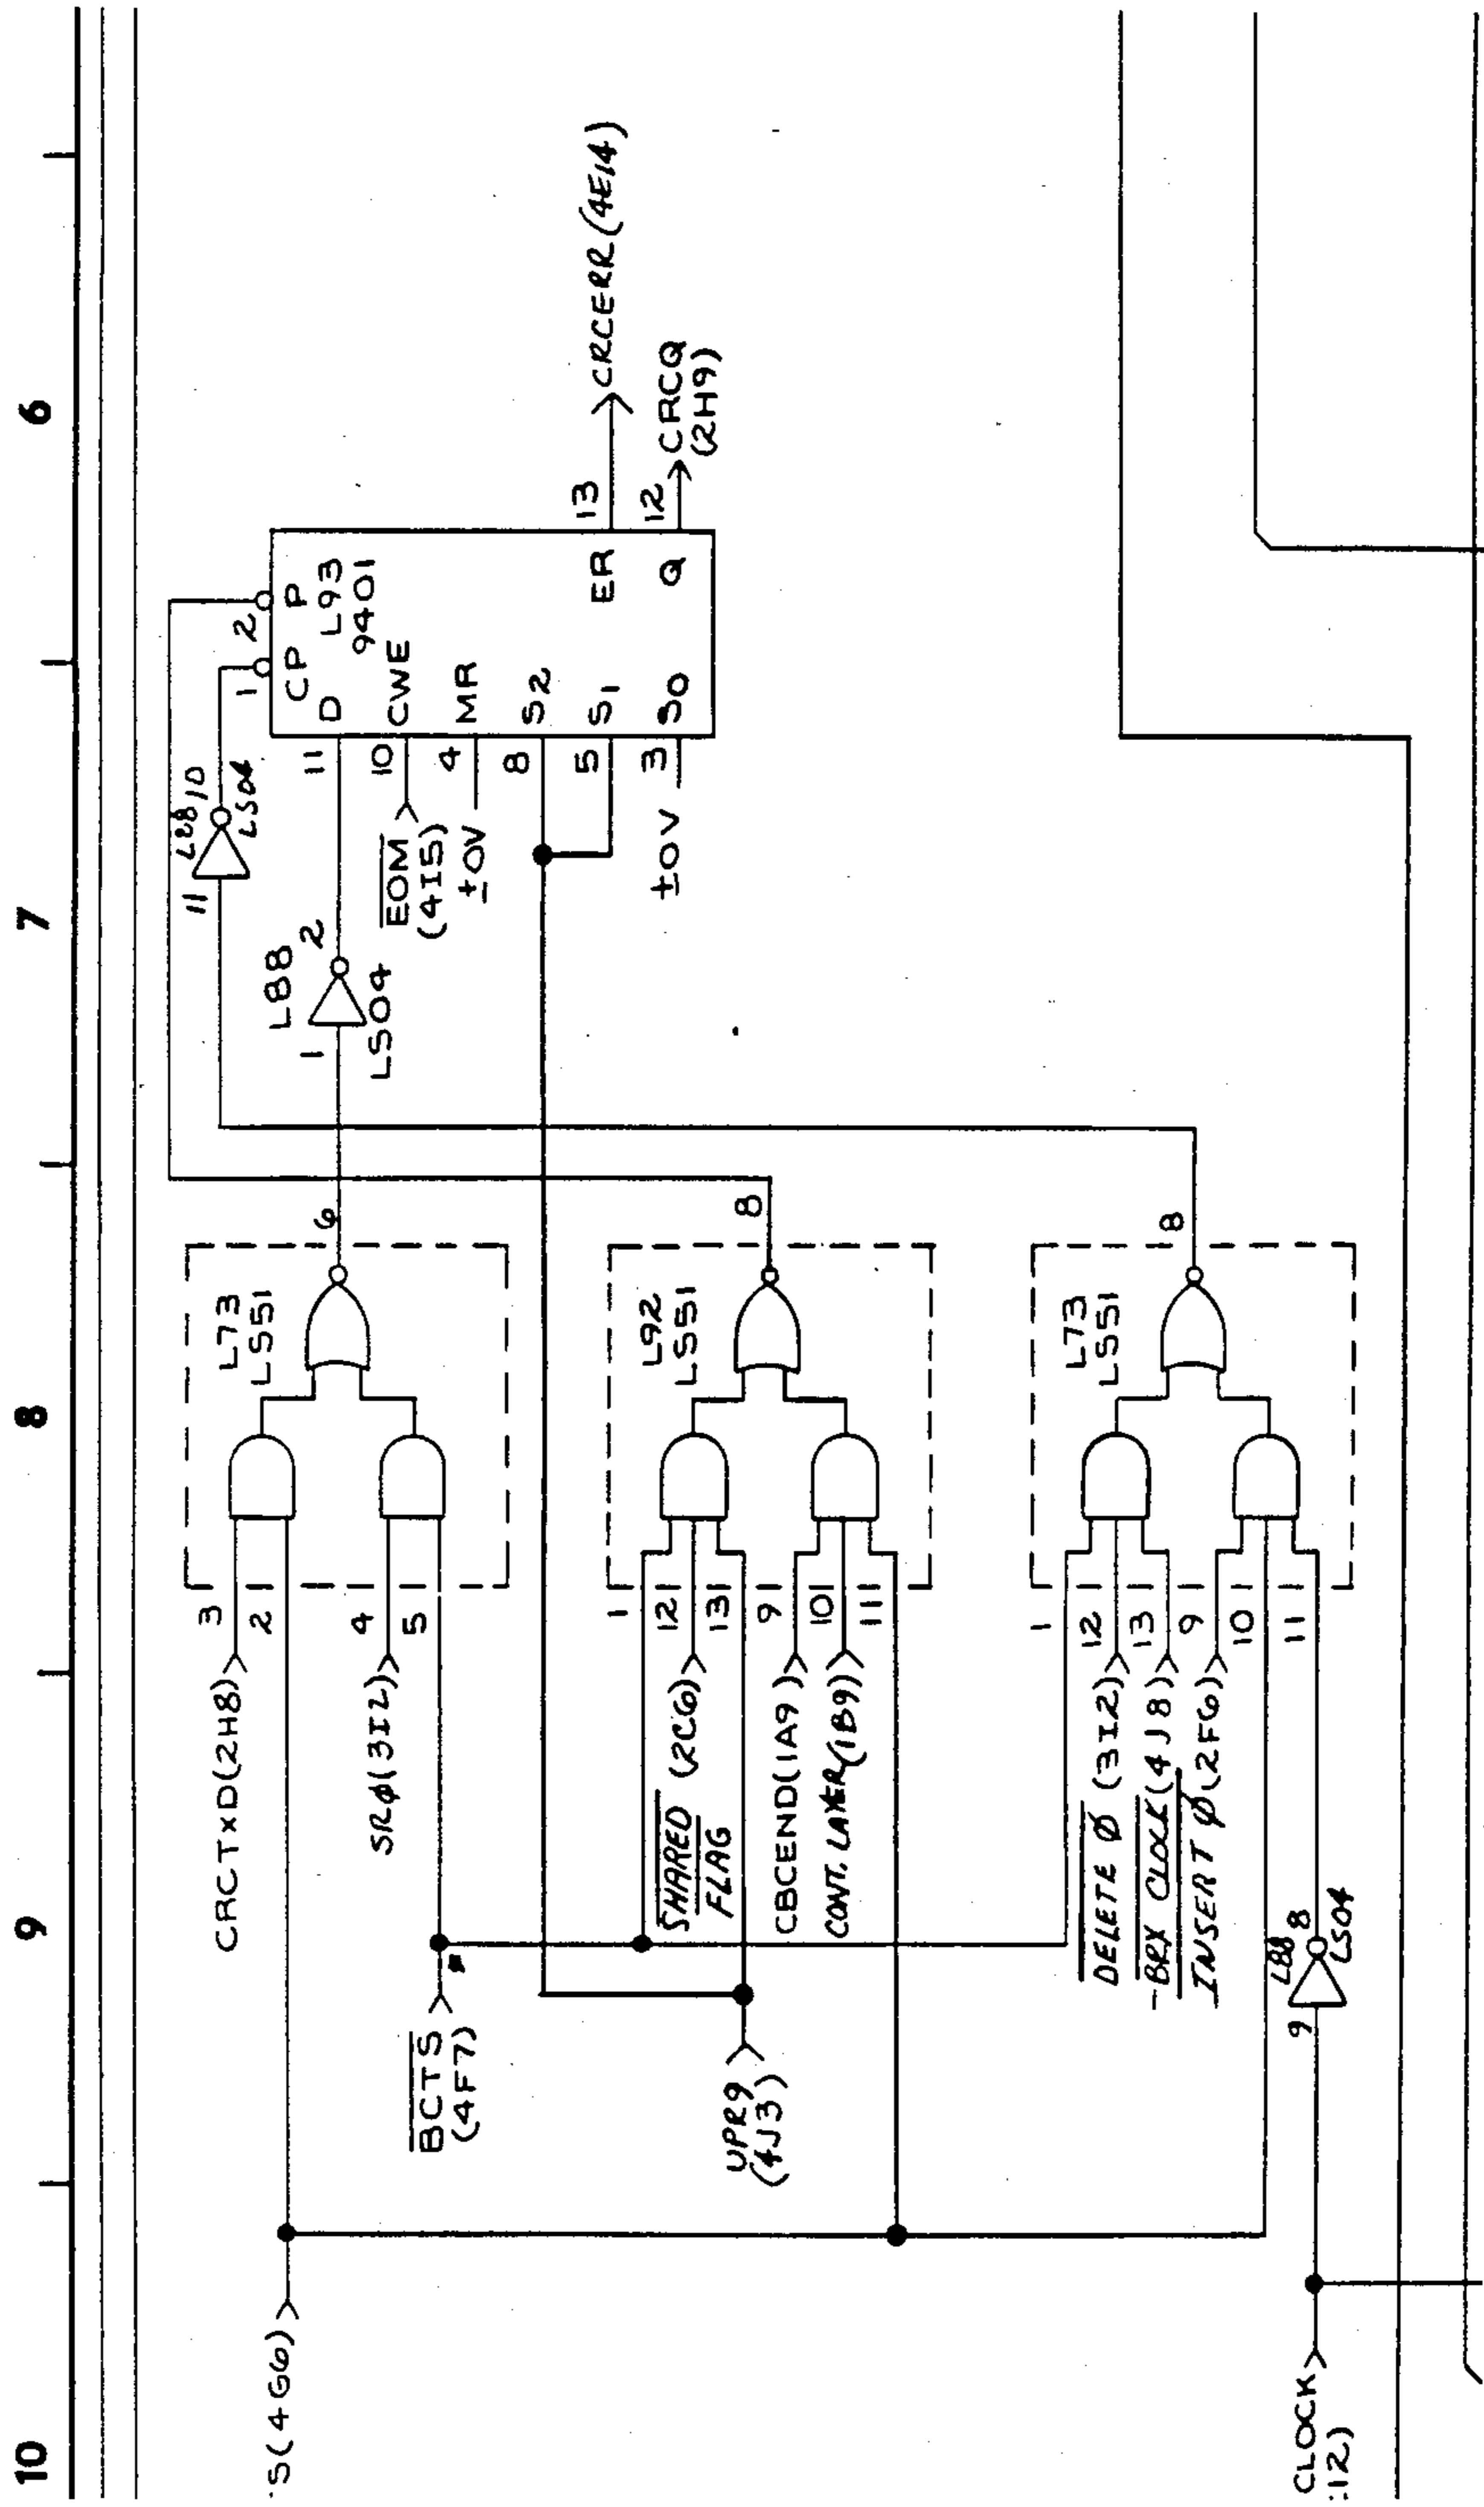 10
9
8
7
6
'S(4G6)
CRCTxD(2H8)
3
2
SRØ(3I2)
4
5
L73
LS51
6
BCTS
(4F7)
L88
1
2
LS04
L88
11
10
LS04
1
2
CP
P
D
L93
9401
11
10
CWE
EOM
(4I5)
4
MR
±0V
8
S2
5
S1
3
S0
±0V
ER
13
CRCERR(4E14)
Q
12
CRCQ
(2H9)
1
SHARED (2C6)
FLAG
12
13
UPR9
(4J3)
CBCEND(1A9)
9
CONT. LAYER(1B9)
10
11
L92
LS51
8
1
DELETE Ø (3I2)
12
BRX CLOCK(4J8)
13
INSERT Ø(2F6)
9
10
11
L73
LS51
8
CLOCK
:12)
9
L88
8
LS04